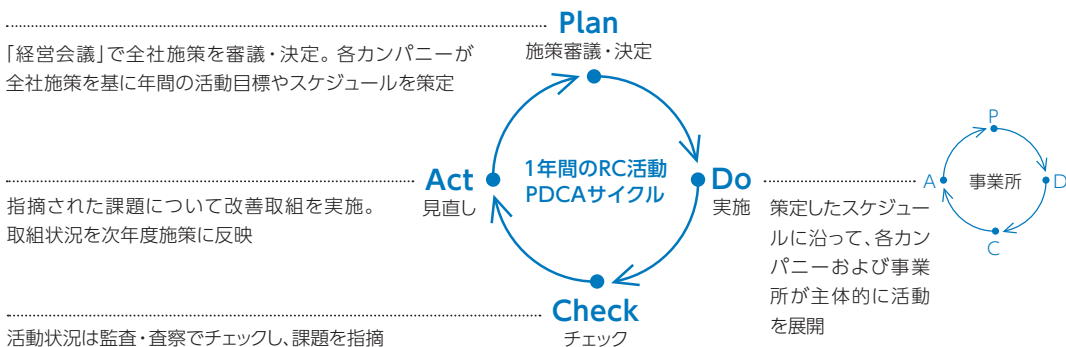 Plan
施策審議・決定
「経営会議」で全社施策を審議・決定。各カンパニーが
全社施策を基に年間の活動目標やスケジュールを策定
1年間のRC活動
PDCAサイクル
Act
見直し
指摘された課題について改善取組を実施。
取組状況を次年度施策に反映
Do
実施
策定したスケジュー
ルに沿って、各カン
パニーおよび事業
所が主体的に活動
を展開
P
A
事業所
D
C
Check
チェック
活動状況は監査・査察でチェックし、課題を指摘